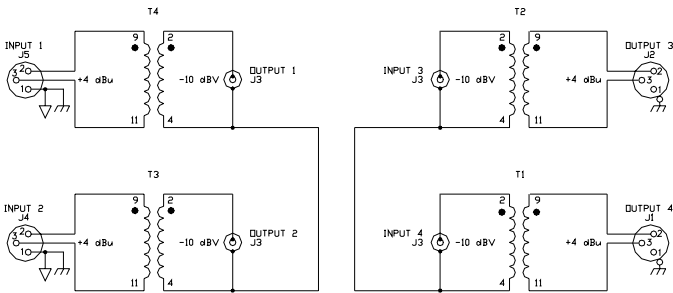 T4
T2
INPUT 1
J5
3
2
1
+4 dBu
9
11
2
4
-10 dBV
OUTPUT 1
J3
INPUT 3
J3
-10 dBV
2
4
9
11
+4 dBu
OUTPUT 3
J2
2
3
1
T3
T1
INPUT 2
J4
3
2
1
+4 dBu
9
11
2
4
-10 dBV
OUTPUT 2
J3
INPUT 4
J3
-10 dBV
2
4
9
11
+4 dBu
OUTPUT 4
J1
2
3
1